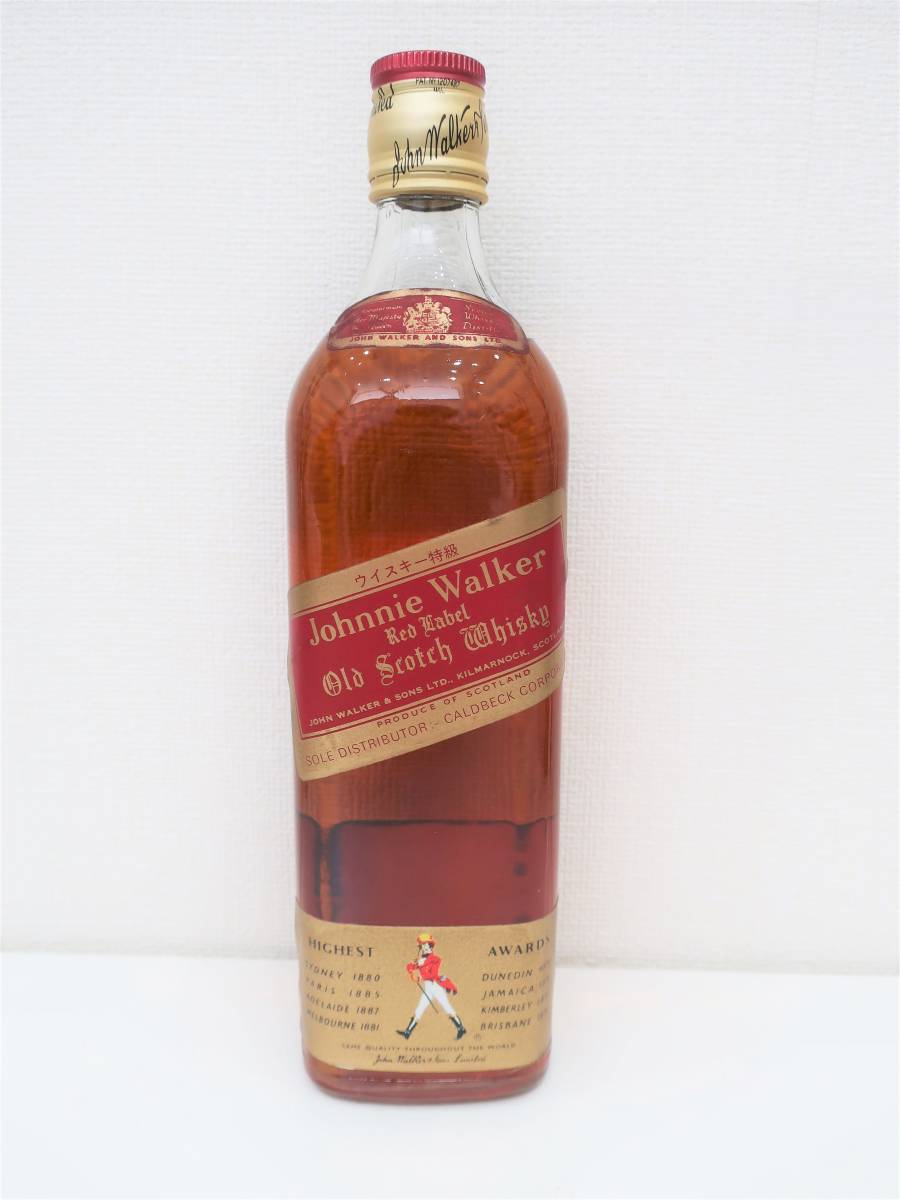 PAT. Nº 1207487
John Walker
JOHN WALKER AND SONS LTD.
ウイスキー特級
Johnnie Walker
Red Label
Old Scotch Whisky
JOHN WALKER & SONS LTD., KILMARNOCK, SCOTLAN
PRODUCE OF SCOTLAND
SOLE DISTRIBUTOR:- CALDBECK CORPO
HIGHEST AWARDS
SYDNEY 1880 DUNEDIN
PARIS 1885 JAMAICA
ADELAIDE 1887 KIMBERLEY
MELBOURNE 1881 BRISBANE
SAME QUALITY THROUGHOUT THE WORLD
John Walker & Sons Limited